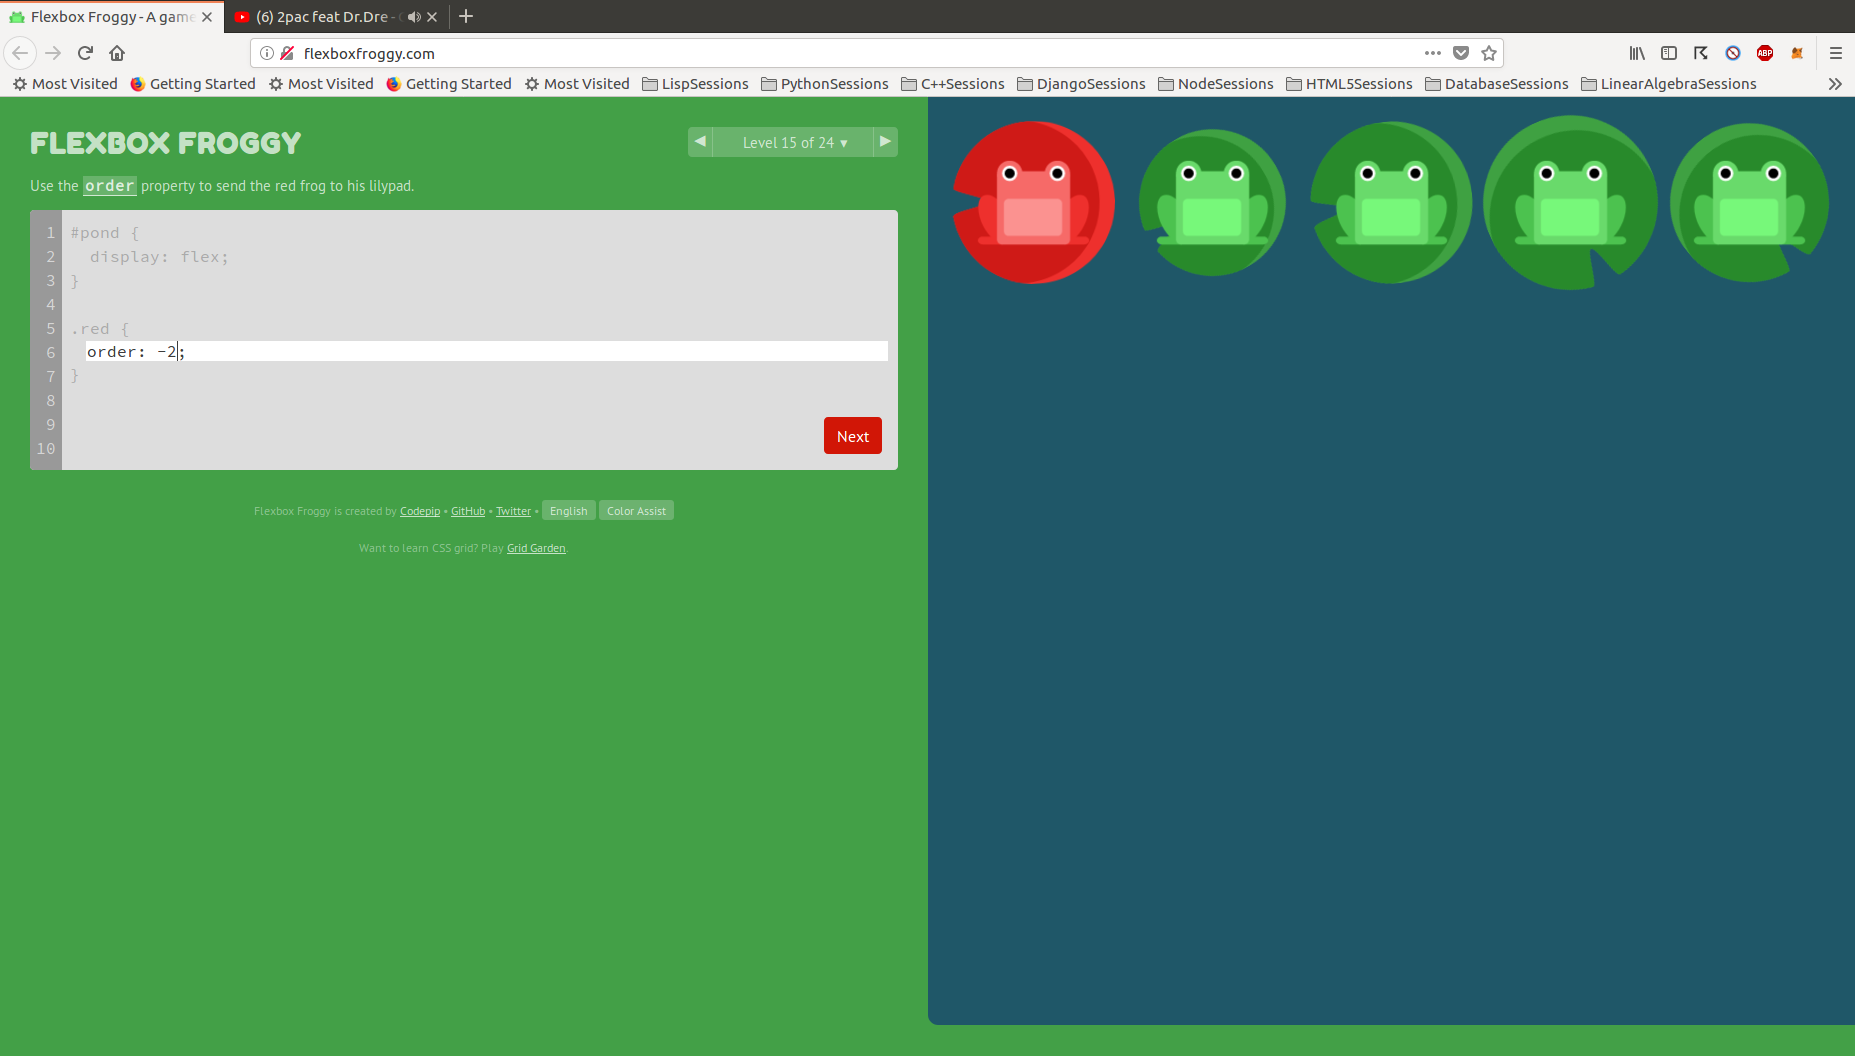 Flexbox Froggy - A game
(6) 2pac feat Dr.Dre -
flexboxfroggy.com
ABP
Most Visited Getting Started Most Visited Getting Started Most Visited LispSessions PythonSessions C++Sessions DjangoSessions NodeSessions HTML5Sessions DatabaseSessions LinearAlgebraSessions
FLEXBOX FROGGY
◀ Level 15 of 24 ▼ ▶
Use the order property to send the red frog to his lilypad.
1 #pond {
2 display: flex;
3 }
4
5 .red {
6 order: -2;
7 }
8
9
10
Next
Flexbox Froggy is created by Codepip • GitHub • Twitter • English Color Assist
Want to learn CSS grid? Play Grid Garden.